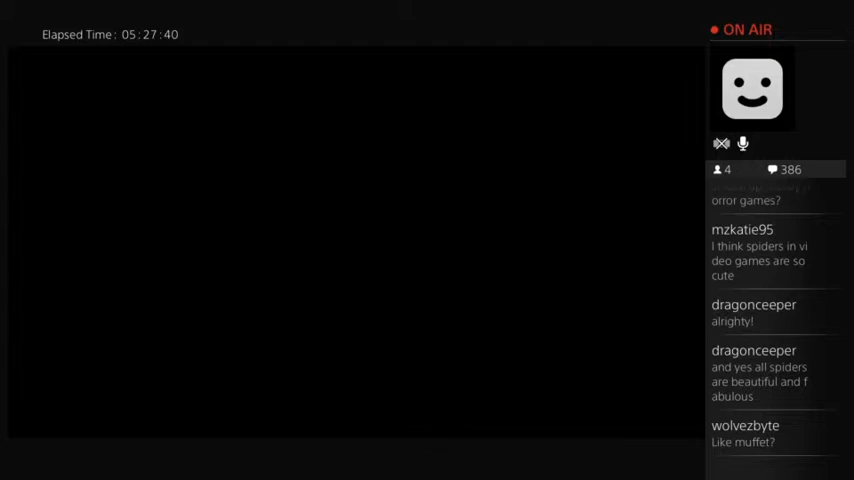 Elapsed Time: 05:27:40
ON AIR
4 386
orror games?
mzkatie95
I think spiders in vi
deo games are so
cute
dragonceeper
alrighty!
dragonceeper
and yes all spiders
are beautiful and f
abulous
wolvezbyte
Like muffet?